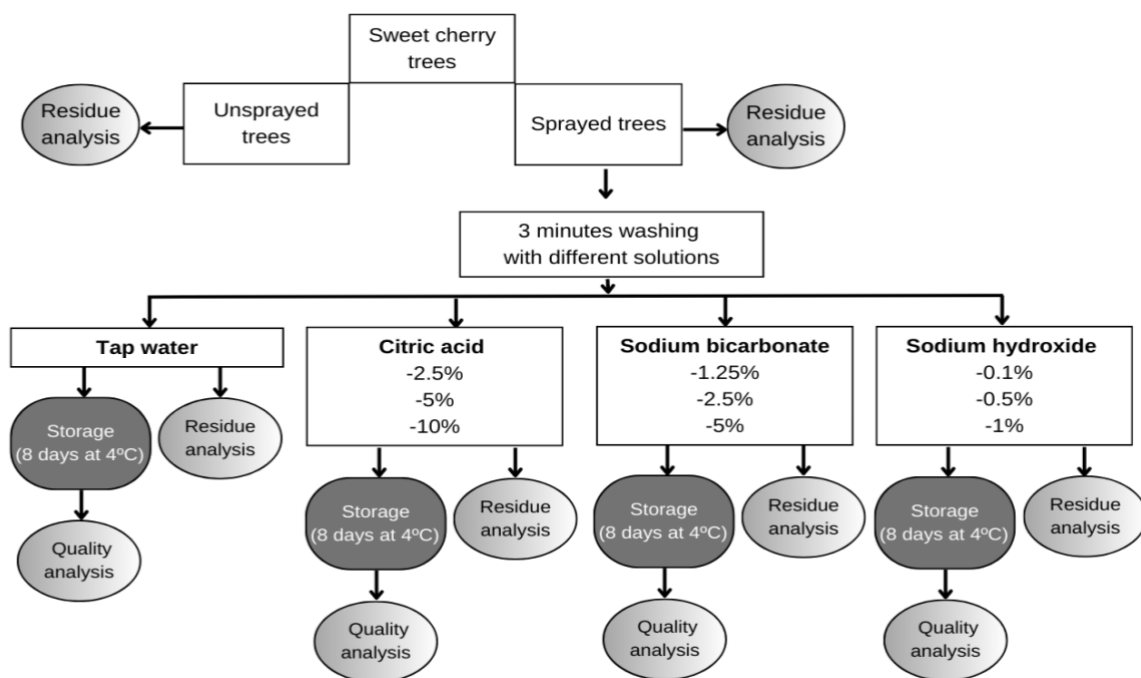 Sweet cherry
trees
Residue
analysis
Unsprayed
trees
Sprayed trees
Residue
analysis
3 minutes washing
with different solutions
Tap water
Storage
(8 days at 4ºC)
Residue
analysis
Quality
analysis
Citric acid
-2.5%
-5%
-10%
Storage
(8 days at 4ºC)
Residue
analysis
Quality
analysis
Sodium bicarbonate
-1.25%
-2.5%
-5%
Storage
(8 days at 4ºC)
Residue
analysis
Quality
analysis
Sodium hydroxide
-0.1%
-0.5%
-1%
Storage
(8 days at 4ºC)
Residue
analysis
Quality
analysis